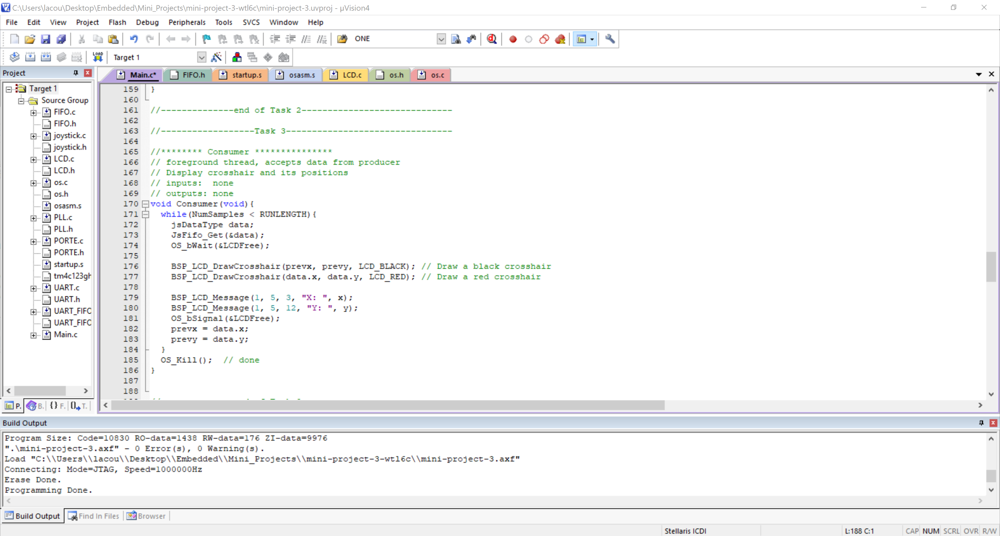 C:\Users\lacou\Desktop\Embedded\Mini_Projects\mini-project-3-wtl6c\mini-project-3.uvproj - µVision4
File Edit View Project Flash Debug Peripherals Tools SVCS Window Help
ONE
LOAD Target 1
Project
Main.c* FIFO.h startup.s osasm.s LCD.c os.h os.c
Target 1
Source Group
FIFO.c
FIFO.h
joystick.c
joystick.h
LCD.c
LCD.h
os.c
os.h
osasm.s
PLL.c
PLL.h
PORTE.c
PORTE.h
startup.s
tm4c123gh
UART.c
UART.h
UART_FIFO
UART_FIFO
Main.c
P. B. {} F. T.
159 }
160
161 //--------------end of Task 2-----------------------------
162
163 //------------------Task 3--------------------------------
164
165 //******** Consumer ***************
166 // foreground thread, accepts data from producer
167 // Display crosshair and its positions
168 // inputs:  none
169 // outputs: none
170 void Consumer(void){
171 while(NumSamples < RUNLENGTH){
172 jsDataType data;
173 JsFifo_Get(&data);
174 OS_bWait(&LCDFree);
175
176 BSP_LCD_DrawCrosshair(prevx, prevy, LCD_BLACK); // Draw a black crosshair
177 BSP_LCD_DrawCrosshair(data.x, data.y, LCD_RED); // Draw a red crosshair
178
179 BSP_LCD_Message(1, 5, 3, "X: ", x);
180 BSP_LCD_Message(1, 5, 12, "Y: ", y);
181 OS_bSignal(&LCDFree);
182 prevx = data.x;
183 prevy = data.y;
184 }
185 OS_Kill();  // done
186 }
187
188
Build Output
Program Size: Code=10830 RO-data=1438 RW-data=176 ZI-data=9976
".\mini-project-3.axf" - 0 Error(s), 0 Warning(s).
Load "C:\\Users\\lacou\\Desktop\\Embedded\\Mini_Projects\\mini-project-3-wtl6c\\mini-project-3.axf"
Connecting: Mode=JTAG, Speed=1000000Hz
Erase Done.
Programming Done.
Build Output Find In Files Browser
Stellaris ICDI L:188 C:1 CAP NUM SCRL OVR R/W